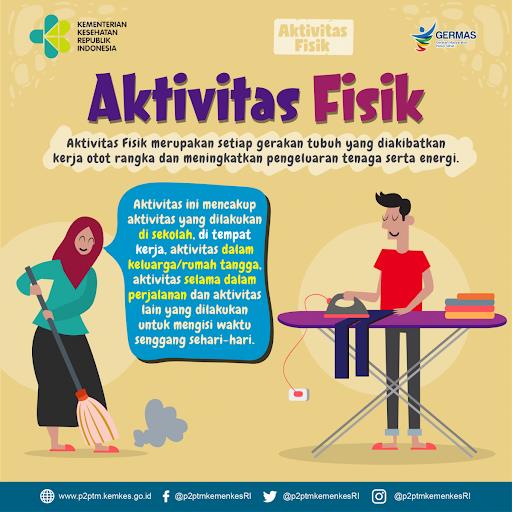 KEMENTERIAN
KESEHATAN
REPUBLIK
INDONESIA
Aktivitas
Fisik
GERMAS
Aktivitas Fisik
Aktivitas Fisik merupakan setiap gerakan tubuh yang diakibatkan
kerja otot rangka dan meningkatkan pengeluaran tenaga serta energi.
Aktivitas ini mencakup
aktivitas yang dilakukan
di sekolah, di tempat
kerja, aktivitas dalam
keluarga/rumah tangga,
aktivitas selama dalam
perjalanan dan aktivitas
lain yang dilakukan
untuk mengisi waktu
senggang sehari-hari.
www.p2ptm.kemkes.go.id
@p2ptmkemenkesRI
@p2ptmkemenkesRI
@p2ptmkemenkesRI